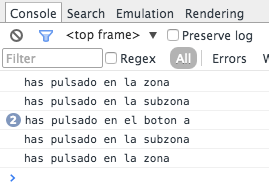 Console Search Emulation Rendering
<top frame> Preserve log
Filter Regex All Errors W
has pulsado en la zona
has pulsado en la subzona
2 has pulsado en el boton a
has pulsado en la subzona
has pulsado en la zona
>